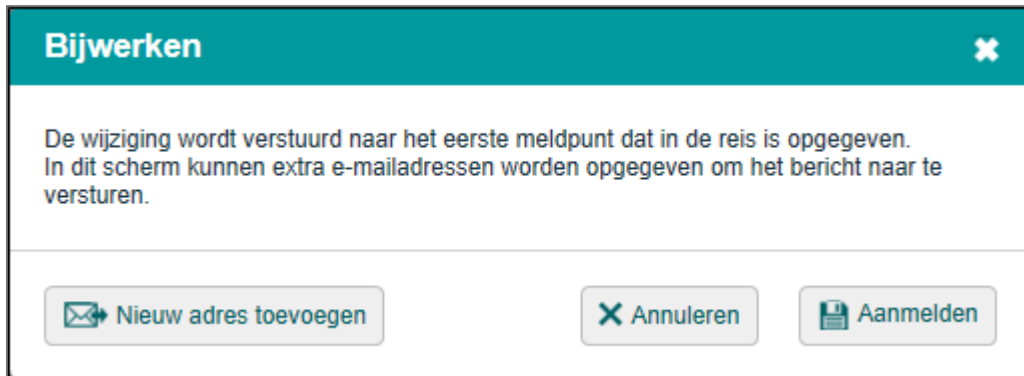 Bijwerken
De wijziging wordt verstuurd naar het eerste meldpunt dat in de reis is opgegeven.
In dit scherm kunnen extra e-mailadressen worden opgegeven om het bericht naar te
versturen.
Nieuw adres toevoegen
Annuleren
Aanmelden